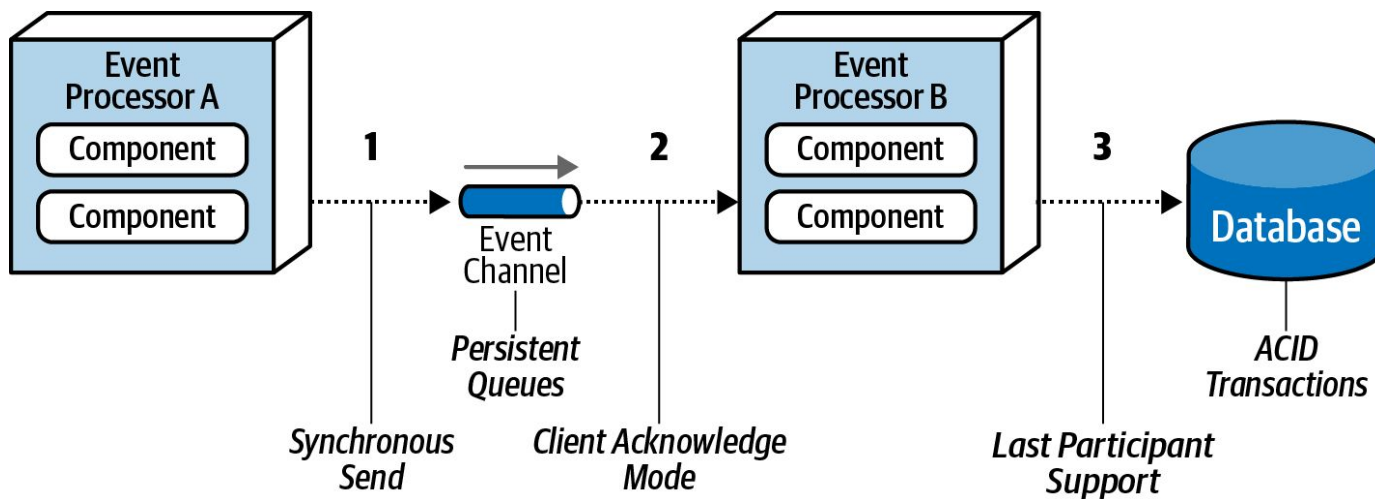 Event
Processor A
Component
Component
1
Event
Channel
Persistent
Queues
Synchronous
Send
2
Client Acknowledge
Mode
Event
Processor B
Component
Component
3
Last Participant
Support
Database
ACID
Transactions